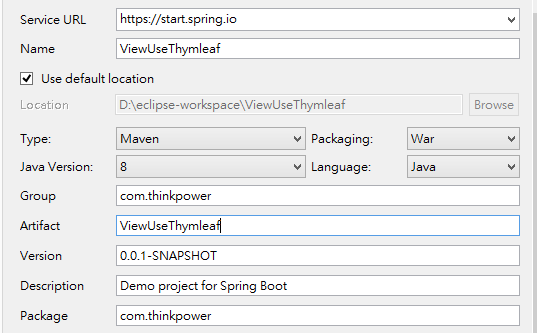 Service URL https://start.spring.io
Name ViewUseThymleaf
Use default location
Location D:\eclipse-workspace\ViewUseThymleaf Browse
Type: Maven Packaging: War
Java Version: 8 Language: Java
Group com.thinkpower
Artifact ViewUseThymleaf
Version 0.0.1-SNAPSHOT
Description Demo project for Spring Boot
Package com.thinkpower